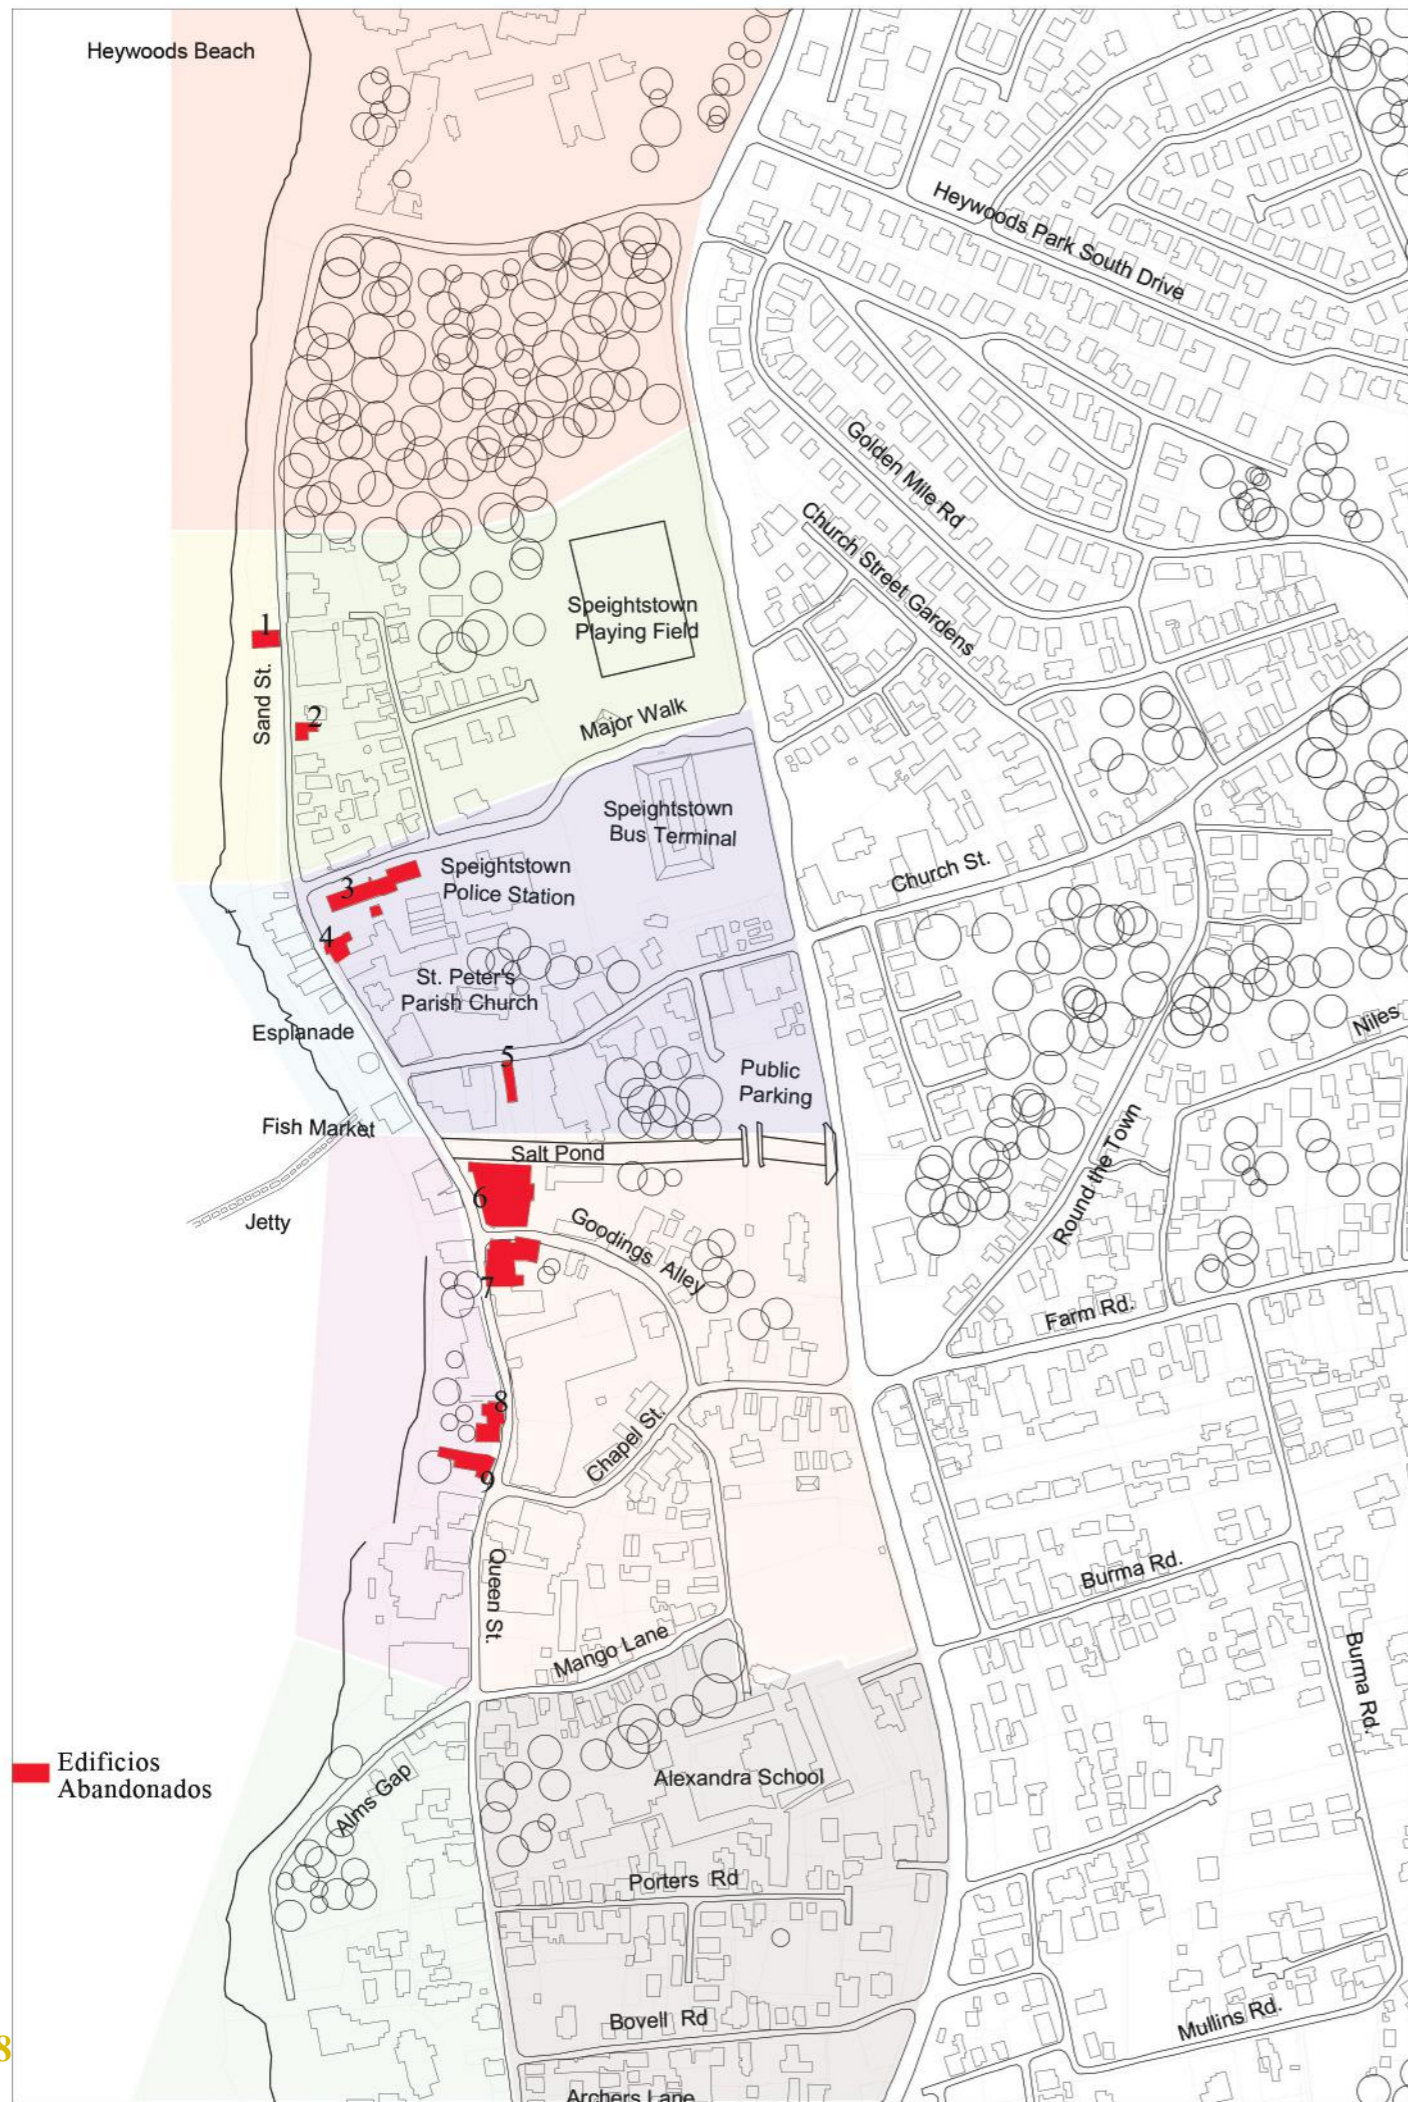 Heywoods Beach
Heywoods Park South Drive
Golden Mile Rd
Church Street Gardens
Speightstown
Playing Field
1
Sand St.
2
Major Walk
Speightstown
Bus Terminal
3
Speightstown
Police Station
Church St.
4
St. Peter's
Parish Church
Esplanade
Niles
5
Public
Parking
Fish Market
Salt Pond
Round the Town
6
Jetty
Goodings Alley
7
Farm Rd.
8
Chapel St.
9
Queen St.
Burma Rd.
Mango Lane
Burma Rd.
Edificios
Abandonados
Alms Gap
Alexandra School
Porters Rd
Bovell Rd
Mullins Rd.
8
Archers Lane